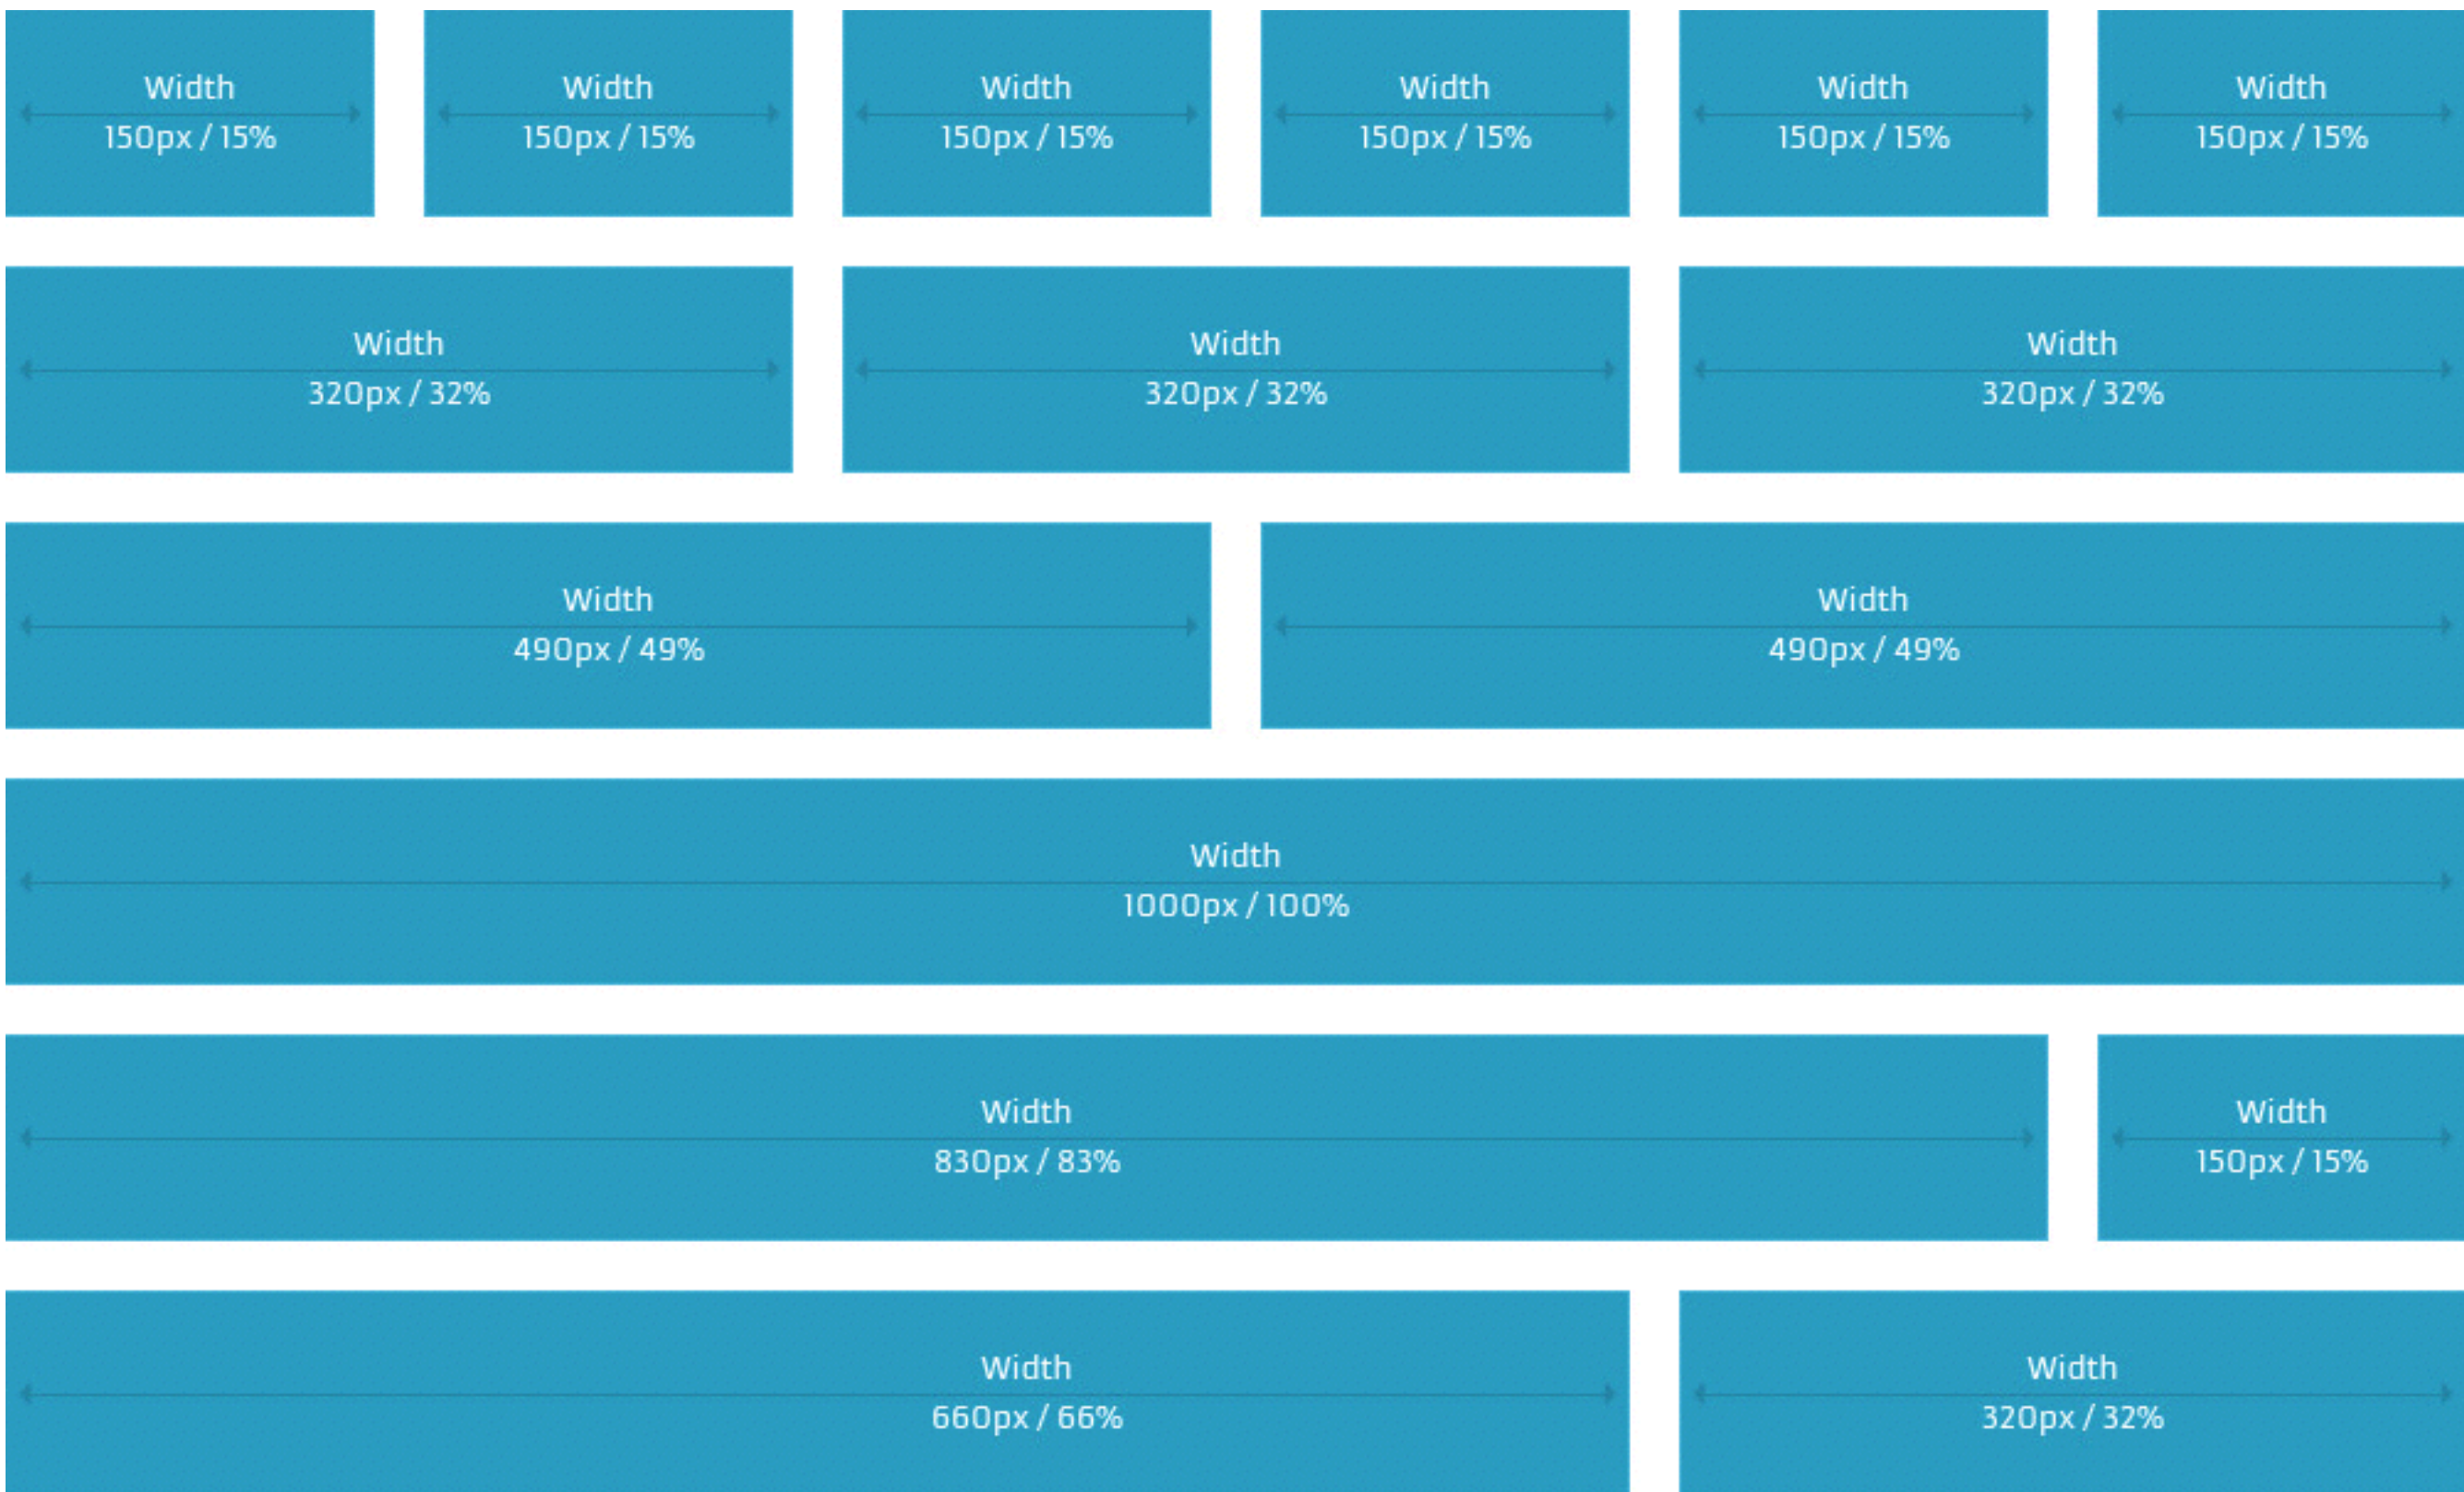 Width Width Width Width Width Width
150px / 15% 150px / 15% 150px / 15% 150px / 15% 150px / 15% 150px / 15%
Width Width Width
320px / 32% 320px / 32% 320px / 32%
Width Width
490px / 49% 490px / 49%
Width
1000px / 100%
Width Width
830px / 83% 150px / 15%
Width Width
660px / 66% 320px / 32%